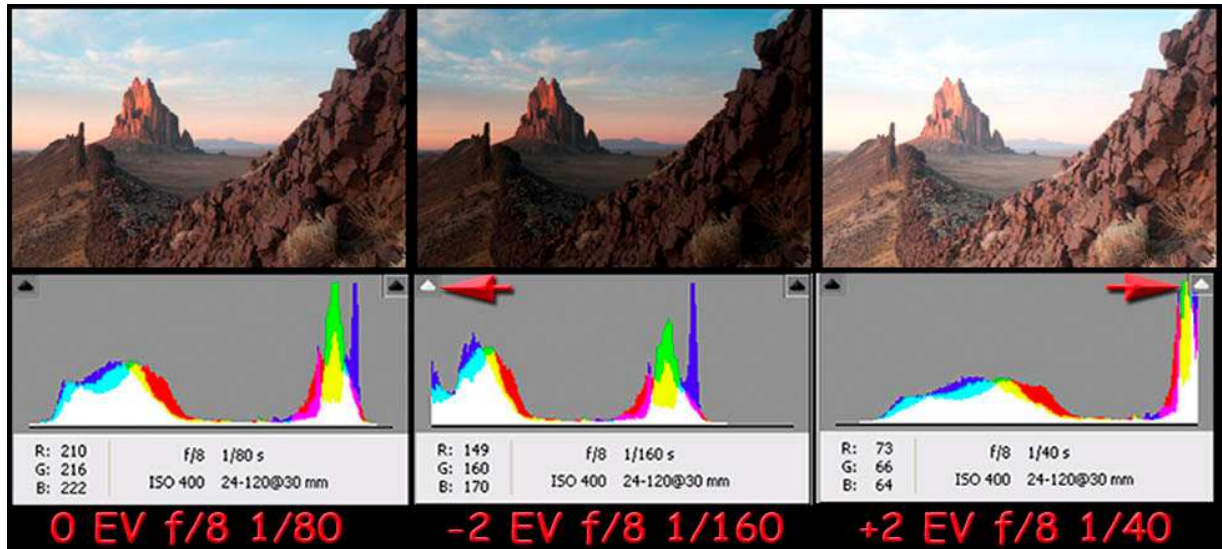 R: 210
G: 216
B: 222
f/8 1/80 s
ISO 400 24-120@30 mm
R: 149
G: 160
B: 170
f/8 1/160 s
ISO 400 24-120@30 mm
R: 73
G: 66
B: 64
f/8 1/40 s
ISO 400 24-120@30 mm
0 EV f/8 1/80
-2 EV f/8 1/160
+2 EV f/8 1/40